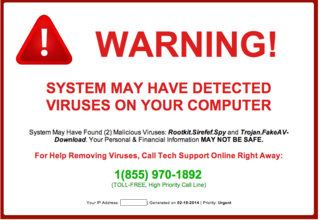 WARNING!
SYSTEM MAY HAVE DETECTED
VIRUSES ON YOUR COMPUTER
System May Have Found (2) Malicious Viruses: Rootkit.Sirefef.Spy and Trojan.FakeAV-
Download. Your Personal & Financial Information MAY NOT BE SAFE.
For Help Removing Viruses, Call Tech Support Online Right Away:
1(855) 970-1892
(TOLL-FREE, High Priority Call Line)
Your IP Address: | Generated on 02-15-2014 | Priority: Urgent